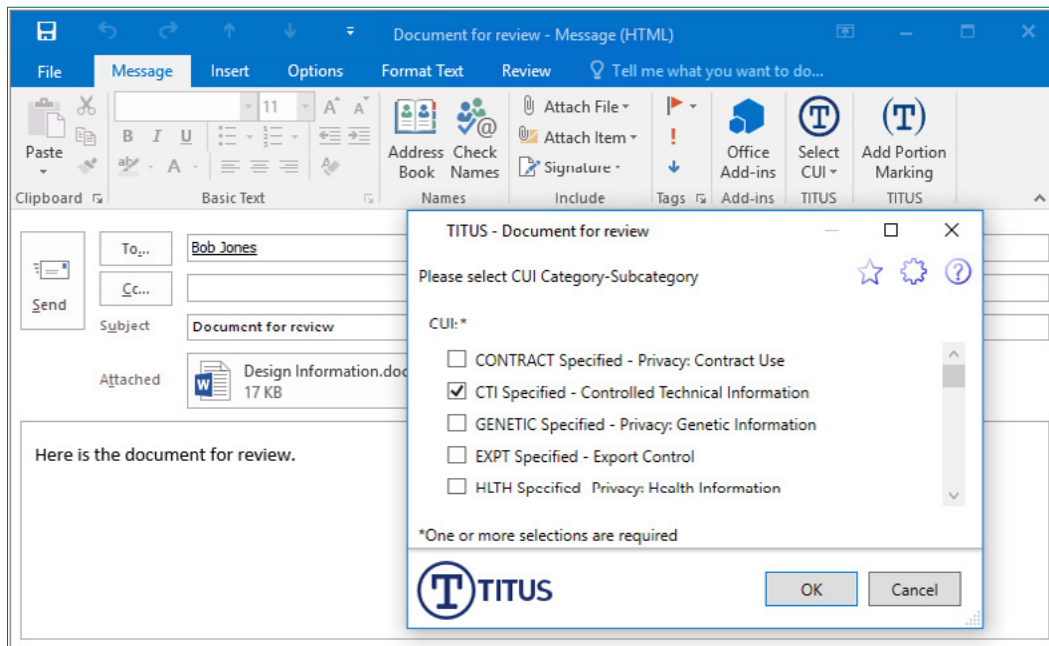 Document for review - Message (HTML)
File Message Insert Options Format Text Review Tell me what you want to do...
11 A A
Paste B I U Address Book Check Names Attach File Attach Item Signature Office Add-ins Select CUI Add Portion Marking
aby A
Clipboard Basic Text Names Include Tags Add-ins TITUS TITUS
Send
To... Bob Jones
Cc...
Subject Document for review
Attached Design Information.doc
17 KB
Here is the document for review.
TITUS - Document for review
Please select CUI Category-Subcategory
CUI:*
CONTRACT Specified - Privacy: Contract Use
CTI Specified - Controlled Technical Information
GENETIC Specified - Privacy: Genetic Information
EXPT Specified - Export Control
HLTH Specified Privacy: Health Information
*One or more selections are required
TITUS OK Cancel